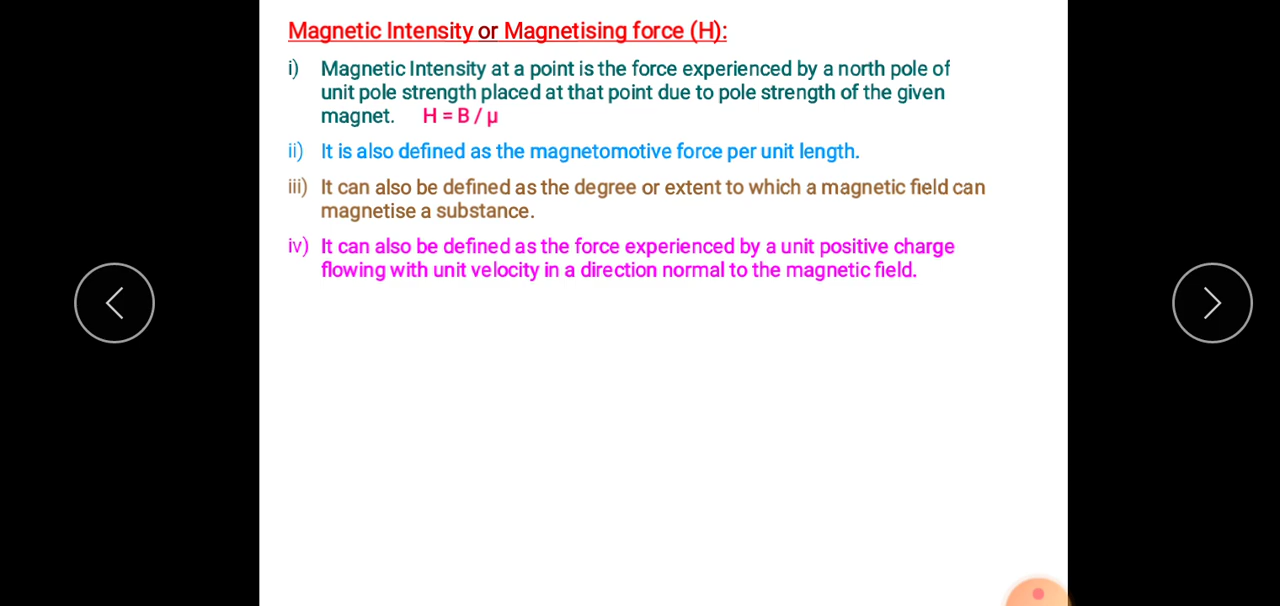 Magnetic Intensity or Magnetising force (H):
i) Magnetic Intensity at a point is the force experienced by a north pole of
unit pole strength placed at that point due to pole strength of the given
magnet. H = B / μ
ii) It is also defined as the magnetomotive force per unit length.
iii) It can also be defined as the degree or extent to which a magnetic field can
magnetise a substance.
iv) It can also be defined as the force experienced by a unit positive charge
flowing with unit velocity in a direction normal to the magnetic field.